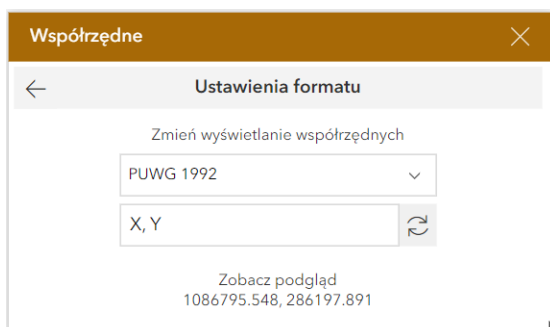 Współrzędne
Ustawienia formatu
Zmień wyświetlanie współrzędnych
PUWG 1992
X, Y
Zobacz podgląd
1086795.548, 286197.891